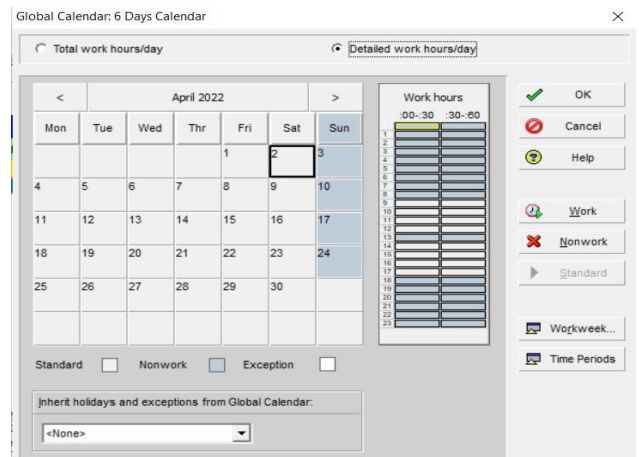 Global Calendar: 6 Days Calendar
Total work hours/day
Detailed work hours/day
< April 2022 >
Mon Tue Wed Thr Fri Sat Sun
1 2 3
4 5 6 7 8 9 10
11 12 13 14 15 16 17
18 19 20 21 22 23 24
25 26 27 28 29 30
Standard Nonwork Exception
Inherit holidays and exceptions from Global Calendar:
<None>
Work hours
:00-:30 :30-:60
1
2
3
4
5
6
7
8
9
10
11
12
13
14
15
16
17
18
19
20
21
22
23
OK
Cancel
Help
Work
Nonwork
Standard
Workweek...
Time Periods